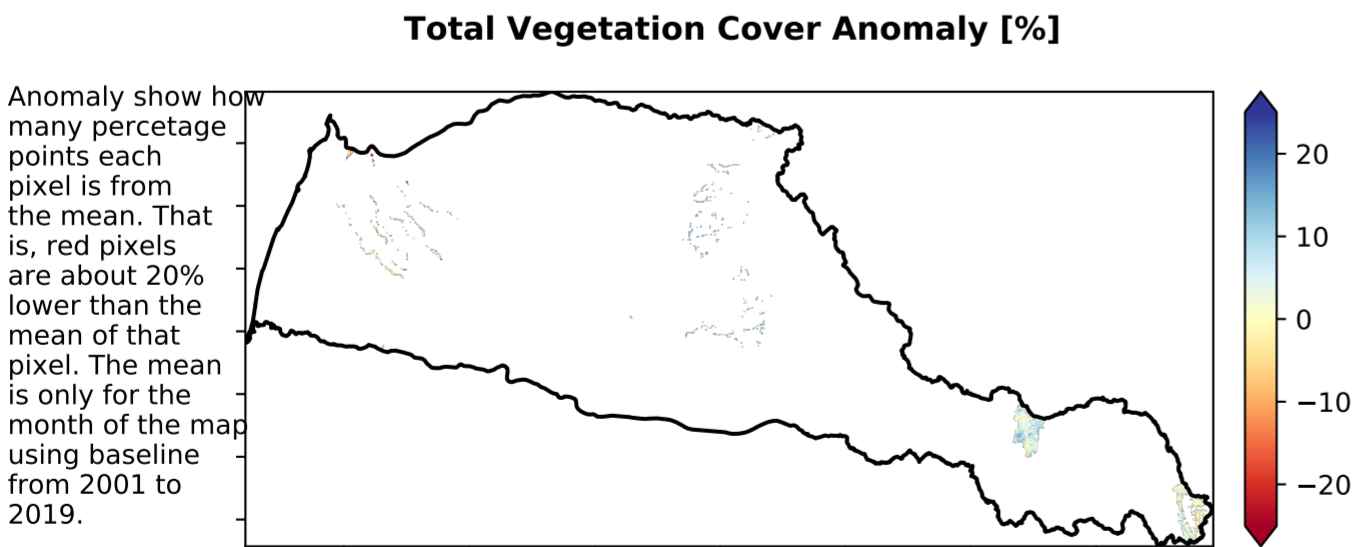 Total Vegetation Cover Anomaly [%]
Anomaly show how
many percetage
points each
pixel is from
the mean. That
is, red pixels
are about 20%
lower than the
mean of that
pixel. The mean
is only for the
month of the map
using baseline
from 2001 to
2019.
20
10
0
−10
−20